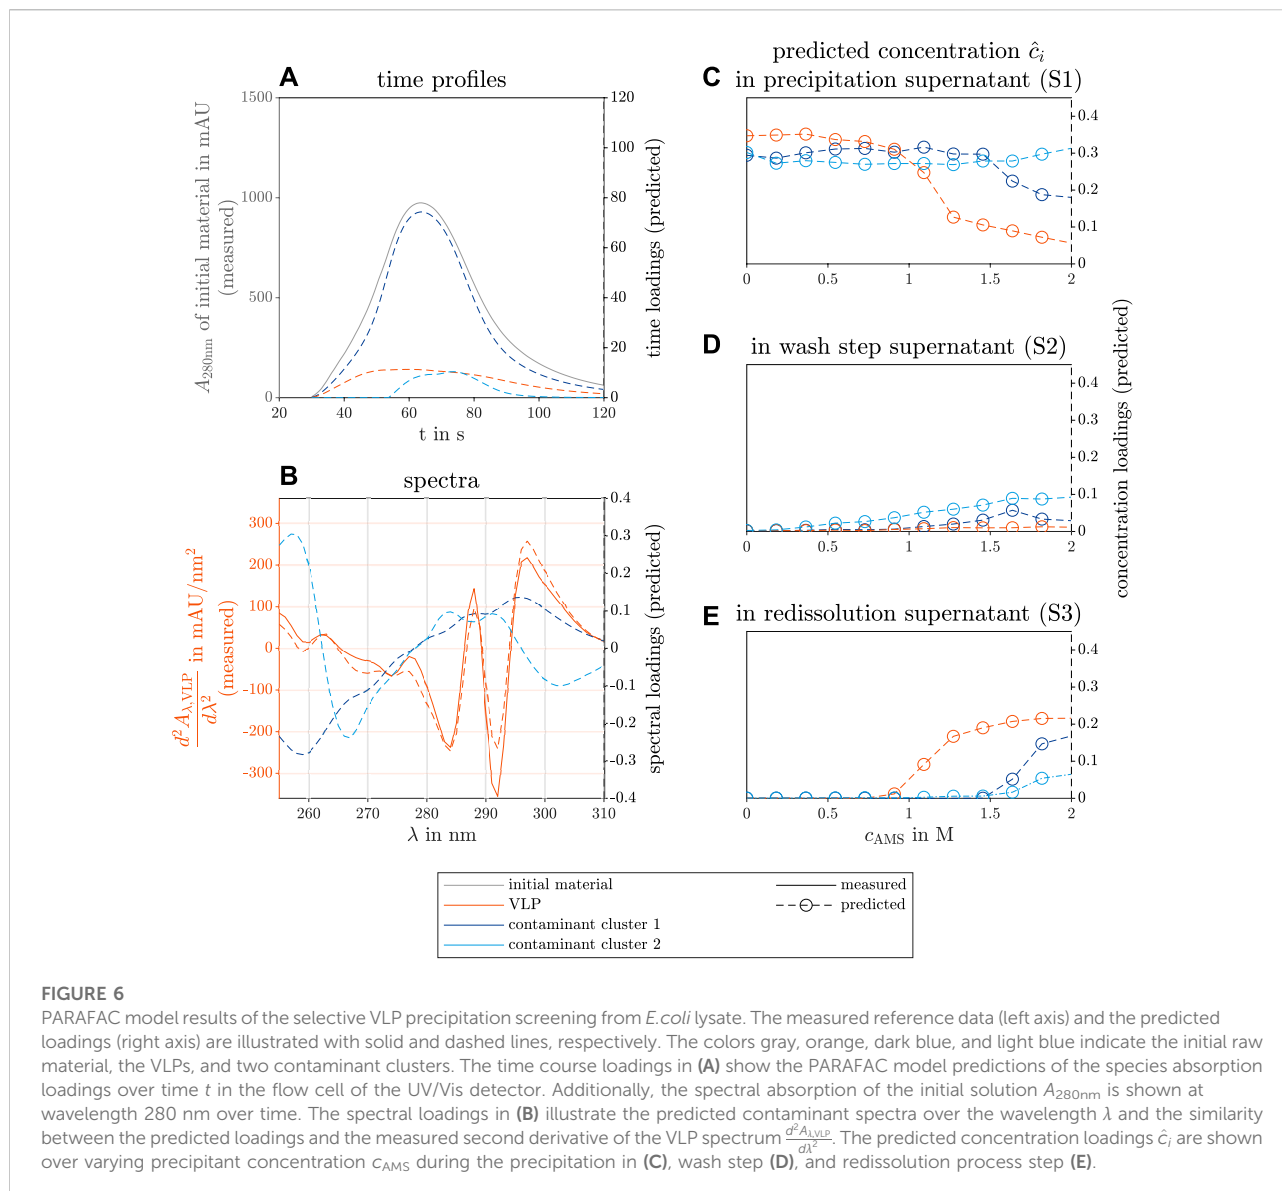 A
time profiles
1500
1000
500
0
120
100
80
60
40
20
0
20 40 60 80 100 120
t in s
A280nm of initial material in mAU
(measured)
time loadings (predicted)
B
spectra
300
200
100
0
-100
-200
-300
0.4
0.3
0.2
0.1
0
-0.1
-0.2
-0.3
-0.4
260 270 280 290 300 310
λ in nm
d²Aλ,VLP/dλ² in mAU/nm²
(measured)
spectral loadings (predicted)
predicted concentration ĉi
C
in precipitation supernatant (S1)
0.4
0.3
0.2
0.1
0
0 0.5 1 1.5 2
D
in wash step supernatant (S2)
0.4
0.3
0.2
0.1
0
0 0.5 1 1.5 2
concentration loadings (predicted)
E
in redissolution supernatant (S3)
0.4
0.3
0.2
0.1
0
0 0.5 1 1.5 2
cAMS in M
initial material
VLP
contaminant cluster 1
contaminant cluster 2
measured
predicted
FIGURE 6
PARAFAC model results of the selective VLP precipitation screening from E.coli lysate. The measured reference data (left axis) and the predicted
loadings (right axis) are illustrated with solid and dashed lines, respectively. The colors gray, orange, dark blue, and light blue indicate the initial raw
material, the VLPs, and two contaminant clusters. The time course loadings in (A) show the PARAFAC model predictions of the species absorption
loadings over time t in the flow cell of the UV/Vis detector. Additionally, the spectral absorption of the initial solution A280nm is shown at
wavelength 280 nm over time. The spectral loadings in (B) illustrate the predicted contaminant spectra over the wavelength λ and the similarity
between the predicted loadings and the measured second derivative of the VLP spectrum d²Aλ,VLP/dλ². The predicted concentration loadings ĉi are shown
over varying precipitant concentration cAMS during the precipitation in (C), wash step (D), and redissolution process step (E).